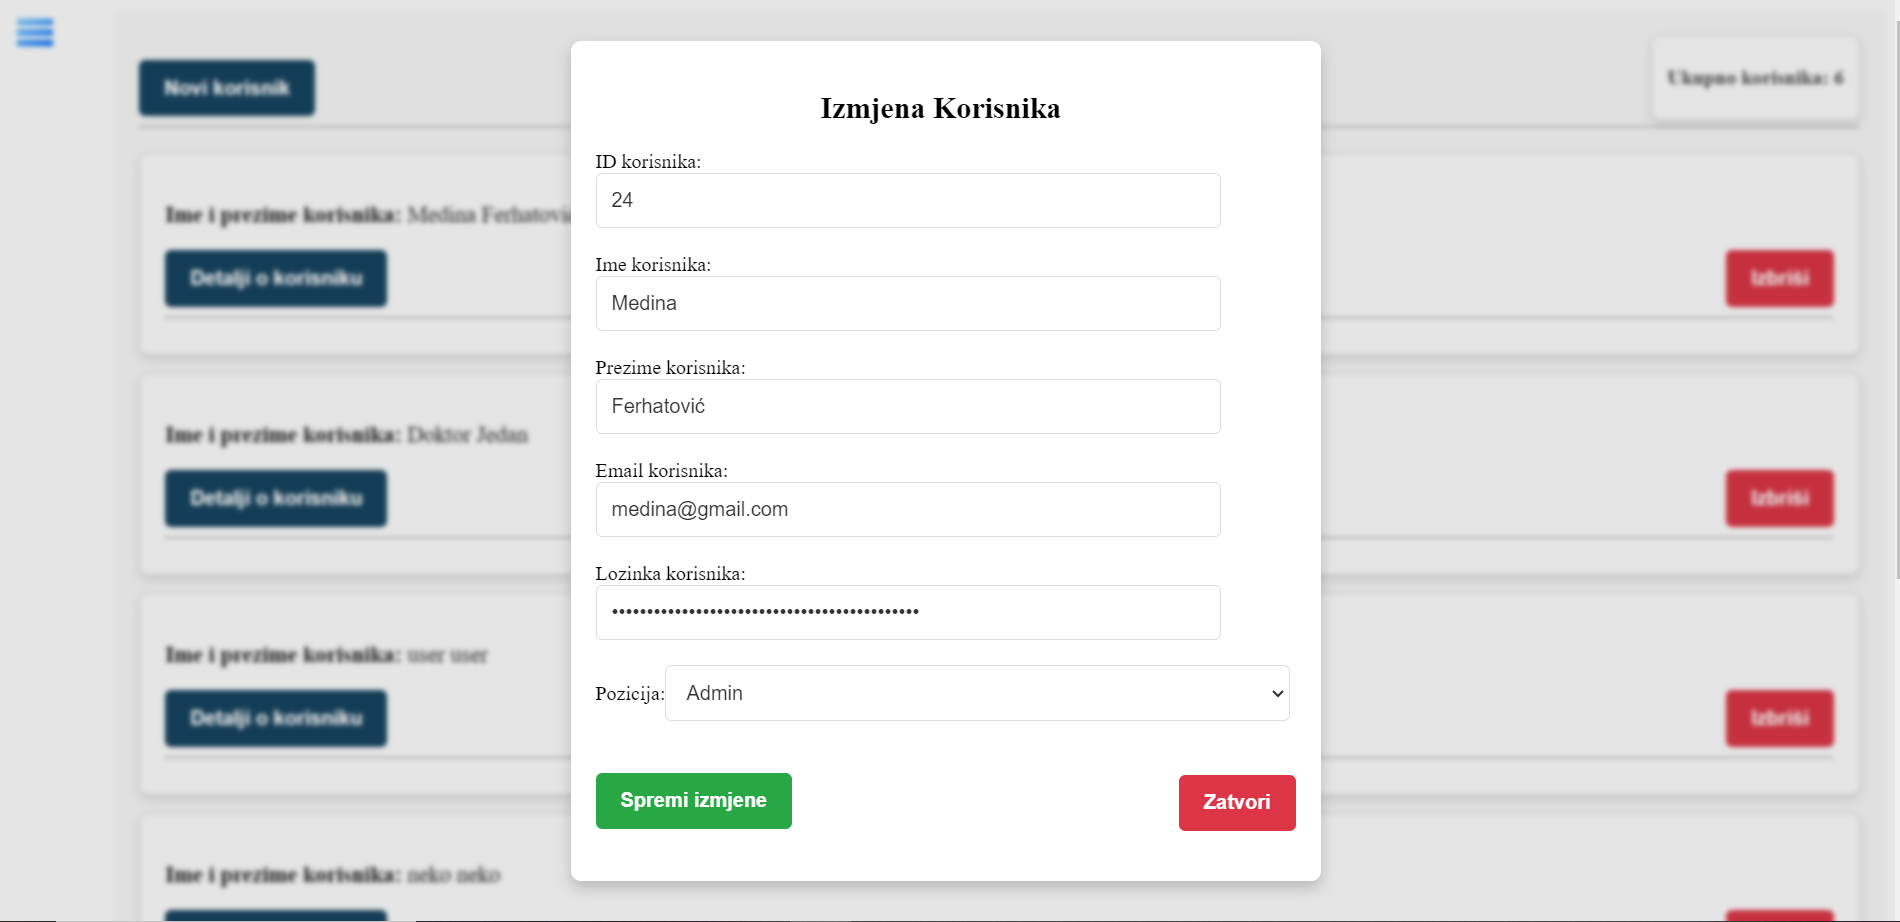 Novi korisnik
Ukupno korisnika: 6
Izmjena Korisnika
ID korisnika:
24
Ime korisnika:
Medina
Prezime korisnika:
Ferhatović
Email korisnika:
medina@gmail.com
Lozinka korisnika:
••••••••••••••••••••••••••••••••••••••••••••
Pozicija: Admin
Spremi izmjene
Zatvori
Ime i prezime korisnika: Medina Ferhatović
Detalji o korisniku
Izbriši
Ime i prezime korisnika: Doktor Jedan
Detalji o korisniku
Izbriši
Ime i prezime korisnika: user user
Detalji o korisniku
Izbriši
Ime i prezime korisnika: neko neko